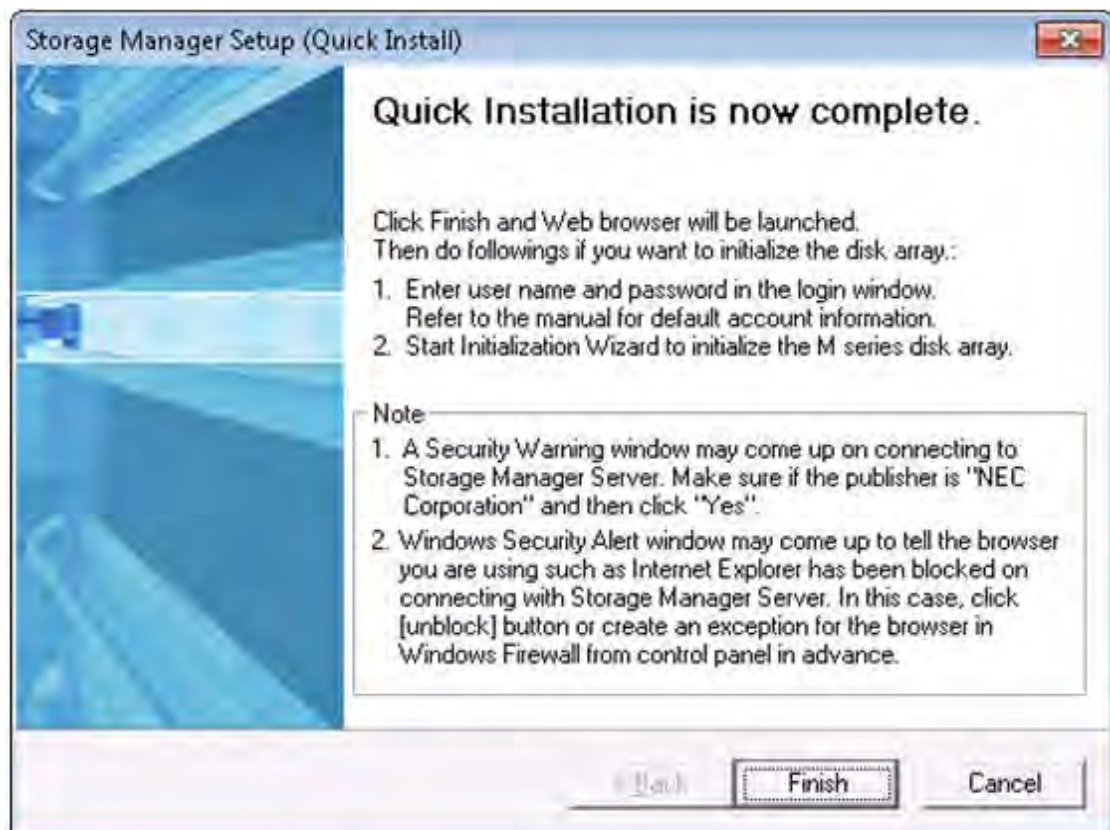 Storage Manager Setup (Quick Install)
Quick Installation is now complete.
Click Finish and Web browser will be launched.
Then do followings if you want to initialize the disk array.:
1. Enter user name and password in the login window.
Refer to the manual for default account information.
2. Start Initialization Wizard to initialize the M series disk array.
Note
1. A Security Warning window may come up on connecting to
Storage Manager Server. Make sure if the publisher is "NEC
Corporation" and then click "Yes".
2. Windows Security Alert window may come up to tell the browser
you are using such as Internet Explorer has been blocked on
connecting with Storage Manager Server. In this case, click
[unblock] button or create an exception for the browser in
Windows Firewall from control panel in advance.
< Back
Finish
Cancel